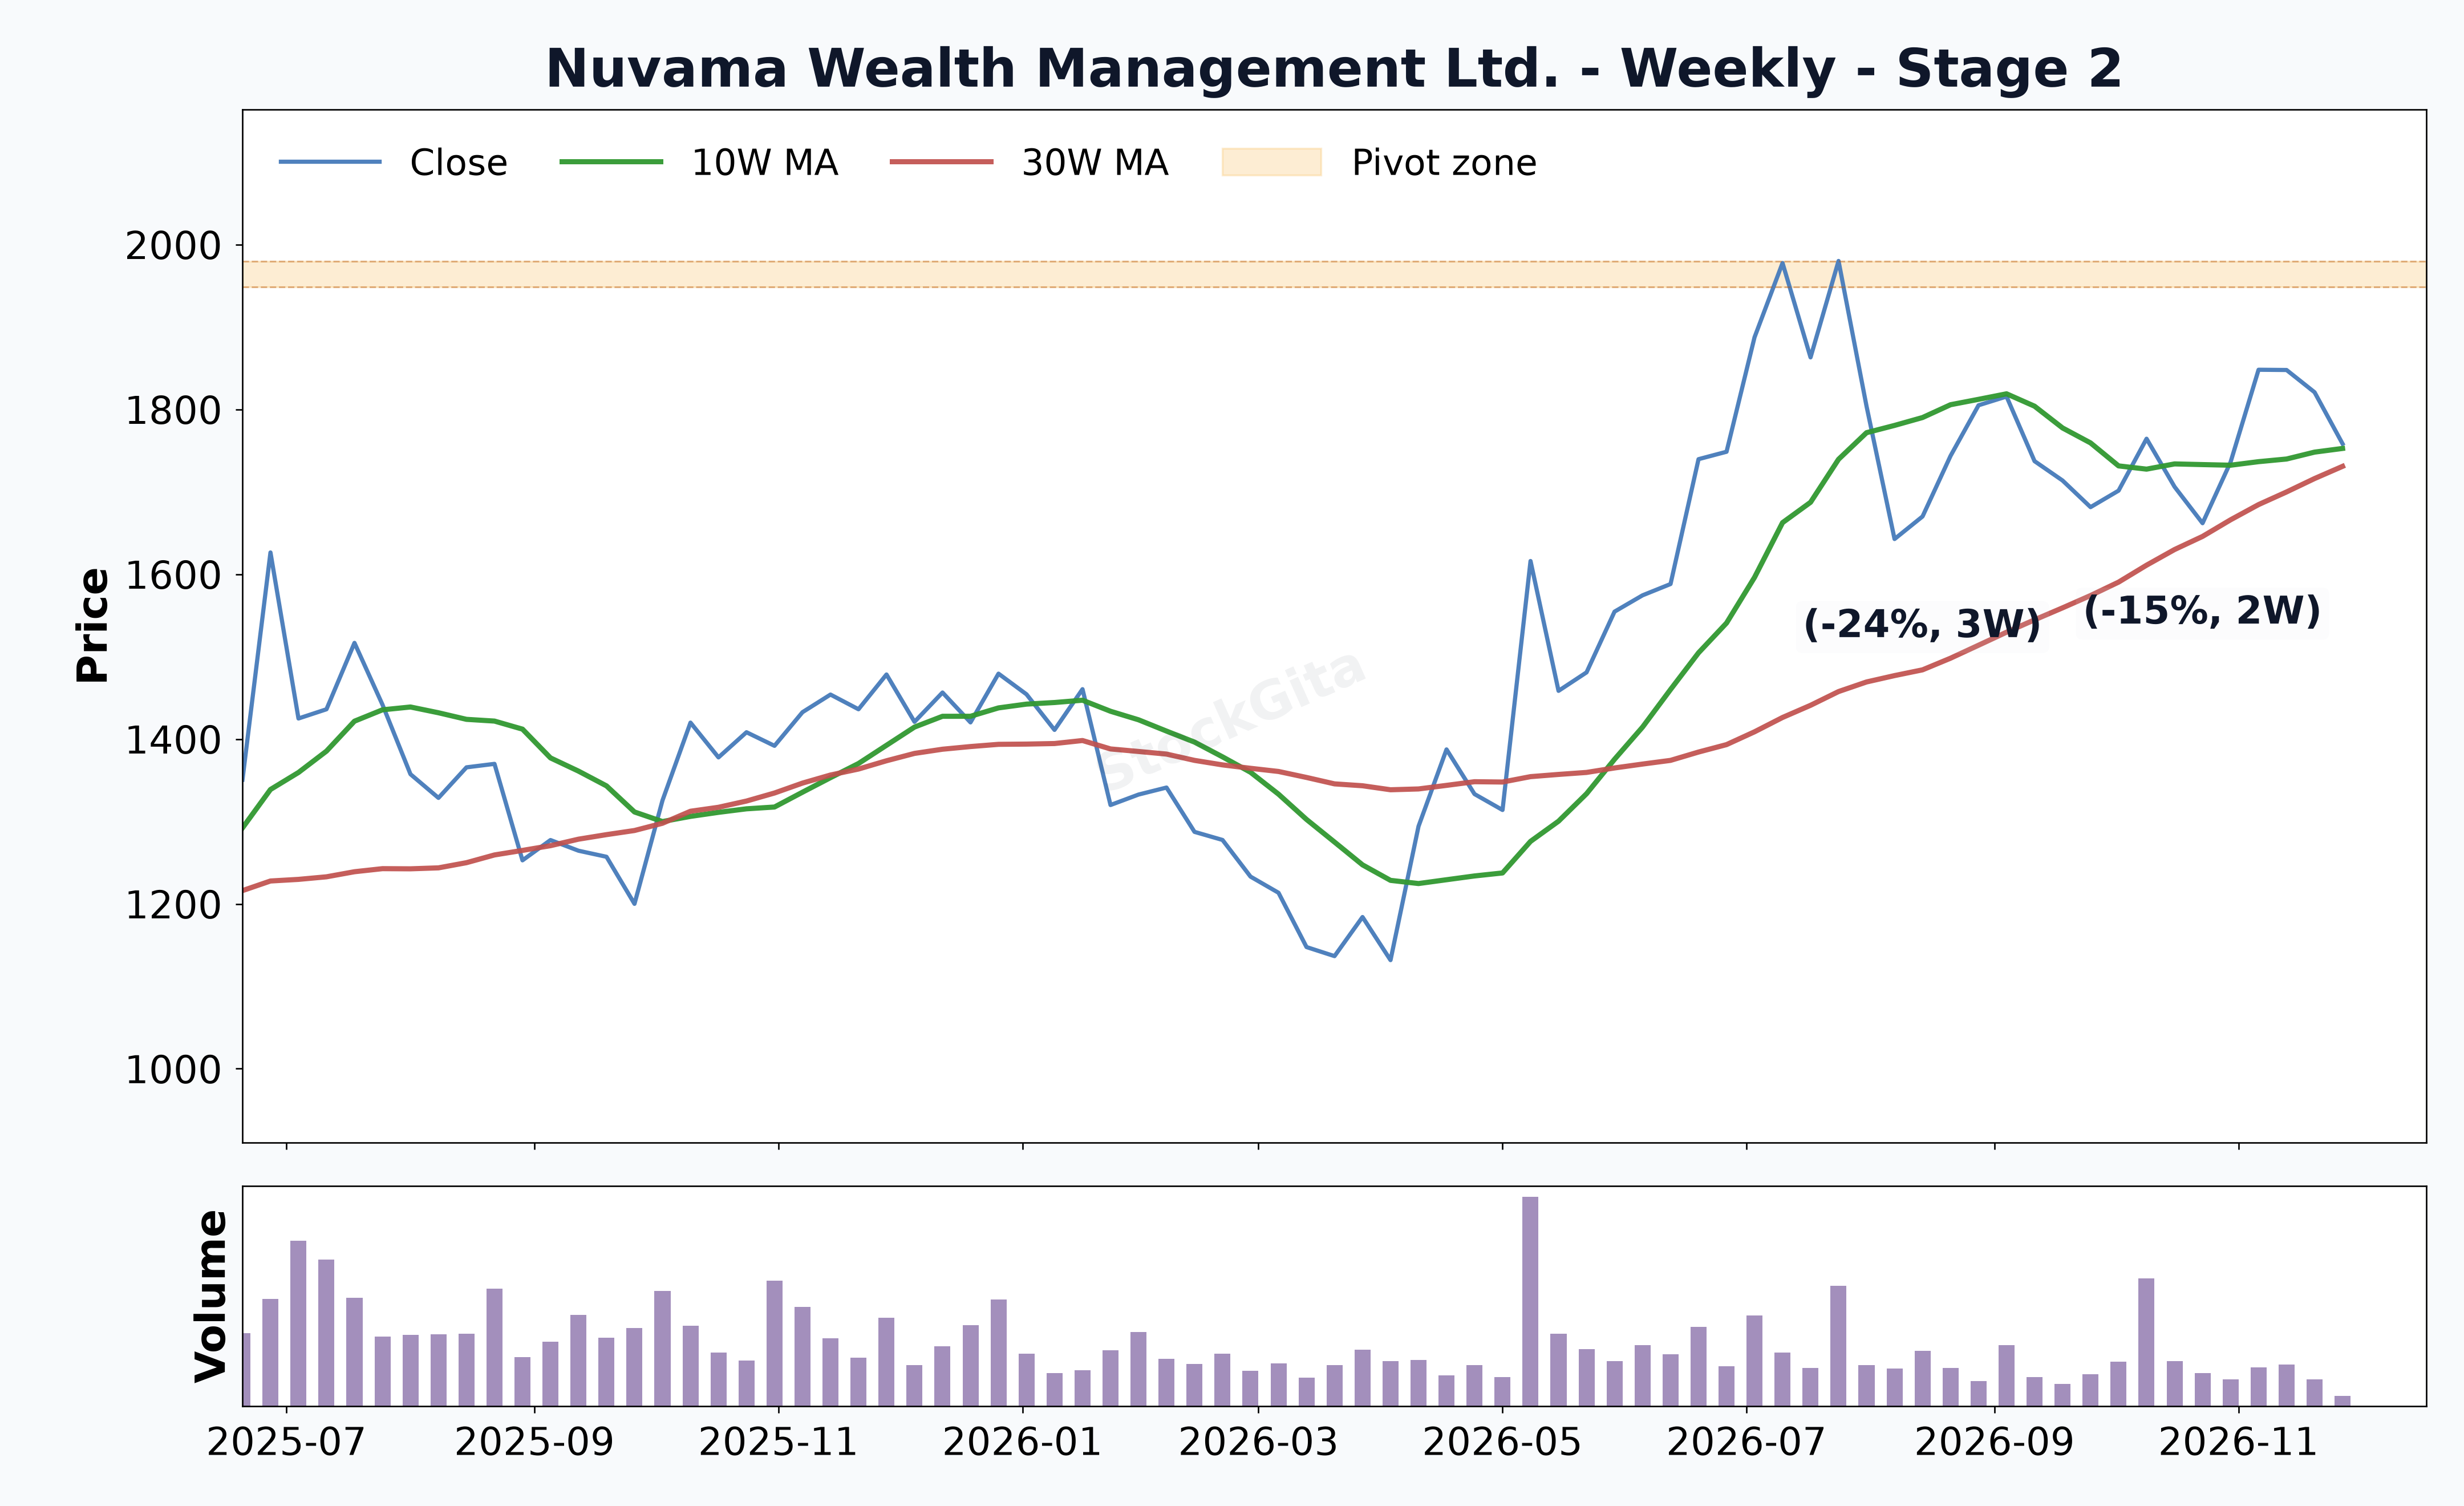 Nuvama Wealth Management Ltd. - Weekly - Stage 2
Close 10W MA 30W MA Pivot zone
2000
1800
1600
1400
1200
1000
Price
(-24%, 3W)
(-15%, 2W)
StockGita
Volume
2025-07 2025-09 2025-11 2026-01 2026-03 2026-05 2026-07 2026-09 2026-11